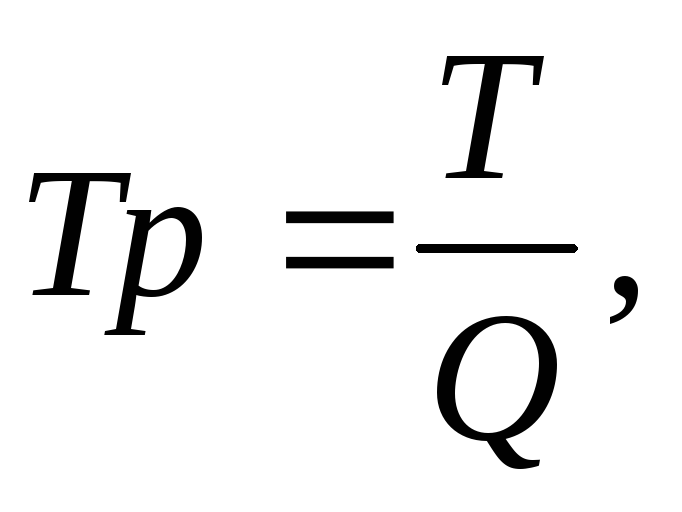 Tp = T/Q,